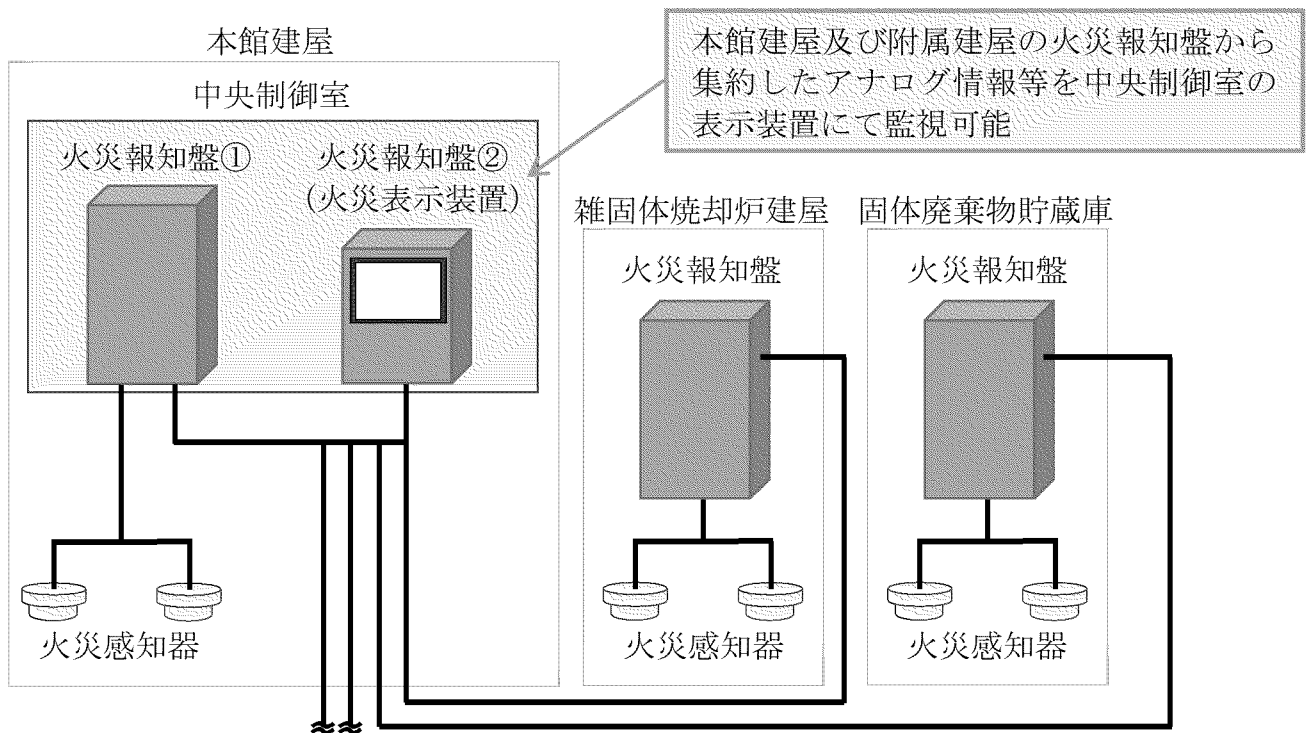 本館建屋
中央制御室
火災報知盤①
火災報知盤②
(火災表示装置)
火災感知器
本館建屋及び附属建屋の火災報知盤から
集約したアナログ情報等を中央制御室の
表示装置にて監視可能
雑固体焼却炉建屋
火災報知盤
火災感知器
固体廃棄物貯蔵庫
火災報知盤
火災感知器